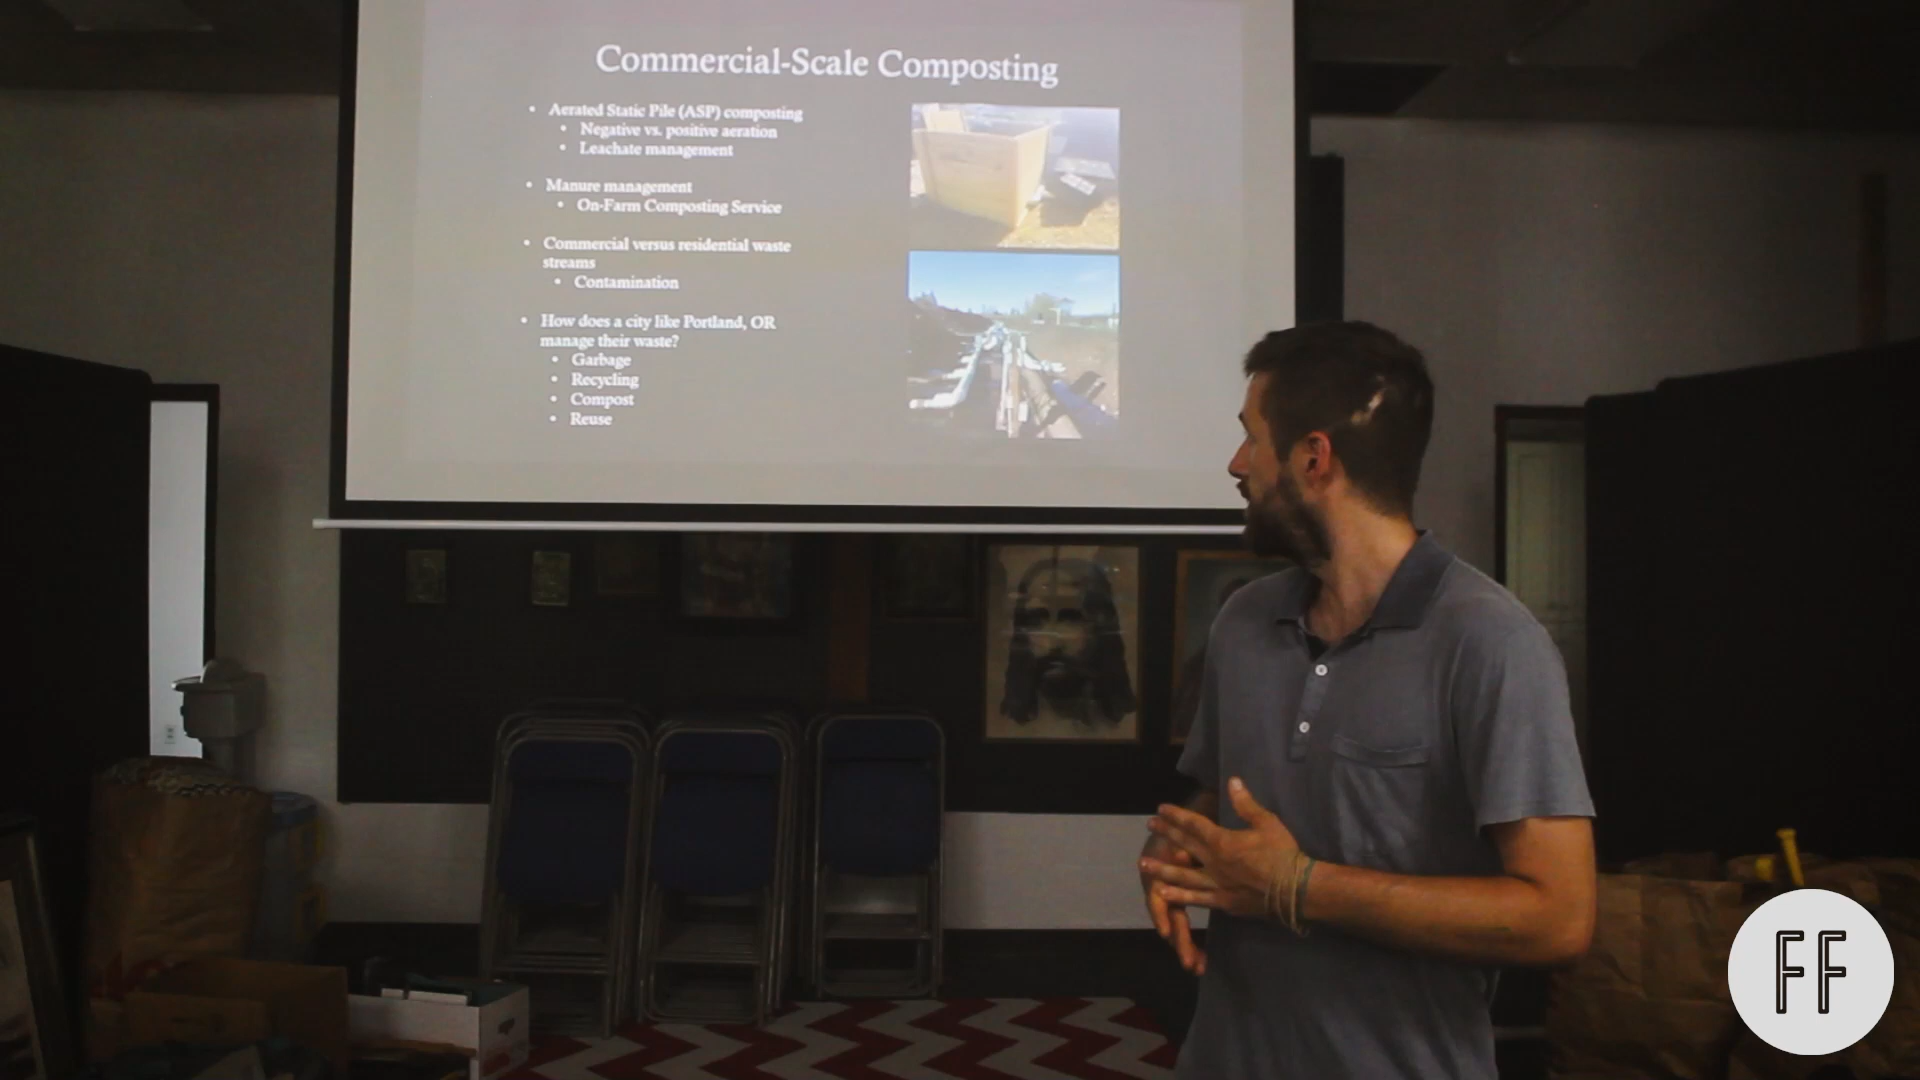 Commercial-Scale Composting
• Aerated Static Pile (ASP) composting
• Negative vs. positive aeration
• Leachate management
• Manure management
• On-Farm Composting Service
• Commercial versus residential waste
streams
• Contamination
• How does a city like Portland, OR
manage their waste?
• Garbage
• Recycling
• Compost
• Reuse
FF